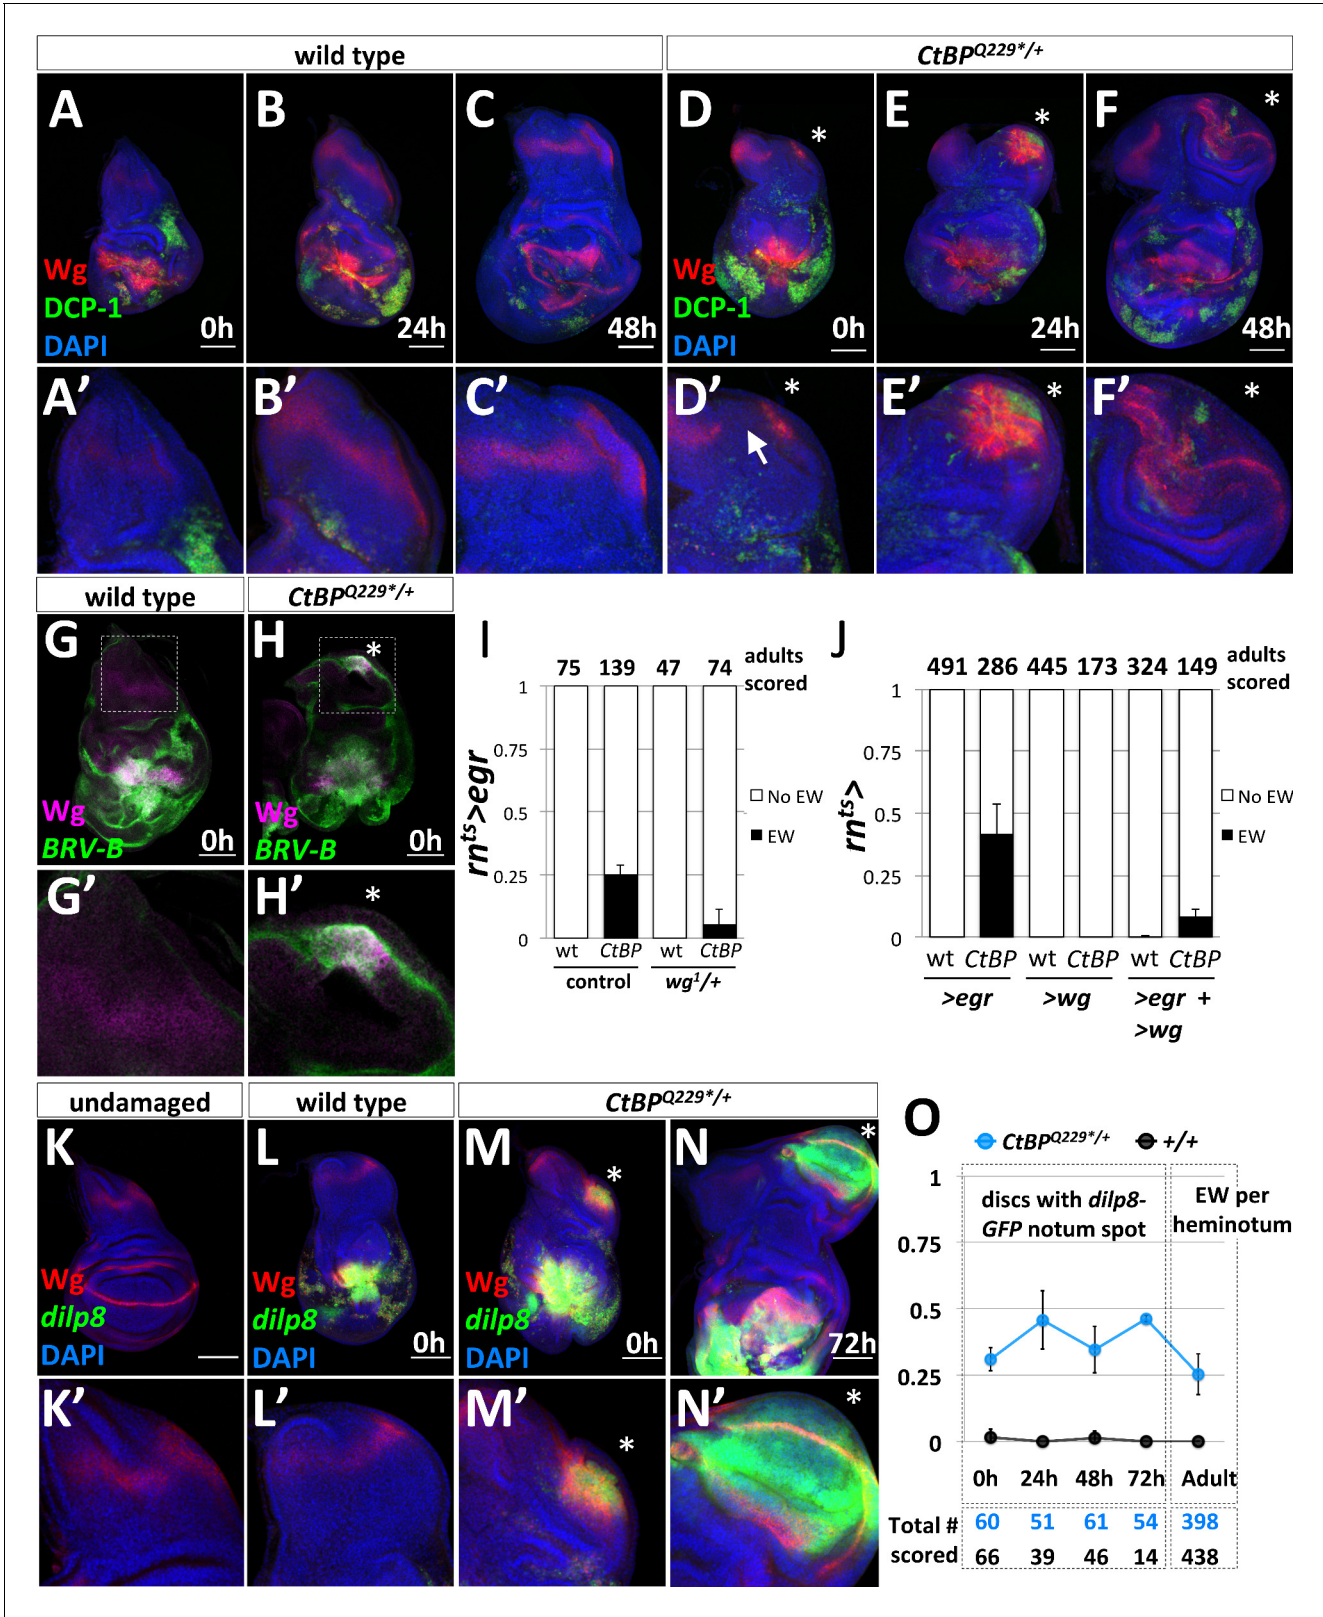 wild type
CtBPQ229*/+
A
B
C
D
*
E
*
F
*
Wg
DCP-1
DAPI
0h
24h
48h
Wg
DCP-1
DAPI
0h
24h
48h
A'
B'
C'
D'
*
E'
*
F'
*
wild type
CtBPQ229*/+
G
Wg
BRV-B
0h
H
*
Wg
BRV-B
0h
G'
H'
*
I
75 139 47 74 adults
scored
rnts>egr
1
0.75
0.5
0.25
0
No EW
EW
wt CtBP wt CtBP
control wg1/+
J
491 286 445 173 324 149 adults
scored
rnts>
1
0.75
0.5
0.25
0
No EW
EW
wt CtBP wt CtBP wt CtBP
>egr >wg >egr +
>wg
undamaged
wild type
CtBPQ229*/+
K
Wg
dilp8
DAPI
L
Wg
dilp8
DAPI
0h
M
*
Wg
dilp8
DAPI
0h
N
*
72h
K'
L'
M'
*
N'
*
O
CtBPQ229*/+ +/+
1
0.75
0.5
0.25
0
discs with dilp8-
GFP notum spot
EW per
heminotum
0h 24h 48h 72h Adult
Total # 60 51 61 54 398
scored 66 39 46 14 438